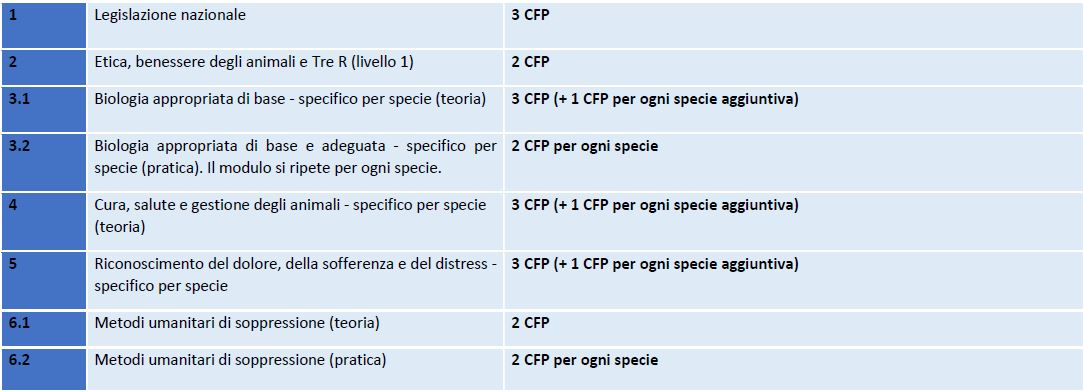 1 Legislazione nazionale 3 CFP
2 Etica, benessere degli animali e Tre R (livello 1) 2 CFP
3.1 Biologia appropriata di base - specifico per specie (teoria) 3 CFP (+ 1 CFP per ogni specie aggiuntiva)
3.2 Biologia appropriata di base e adeguata - specifico per 2 CFP per ogni specie
specie (pratica). Il modulo si ripete per ogni specie.
4 Cura, salute e gestione degli animali - specifico per specie 3 CFP (+ 1 CFP per ogni specie aggiuntiva)
(teoria)
5 Riconoscimento del dolore, della sofferenza e del distress - 3 CFP (+ 1 CFP per ogni specie aggiuntiva)
specifico per specie
6.1 Metodi umanitari di soppressione (teoria) 2 CFP
6.2 Metodi umanitari di soppressione (pratica) 2 CFP per ogni specie